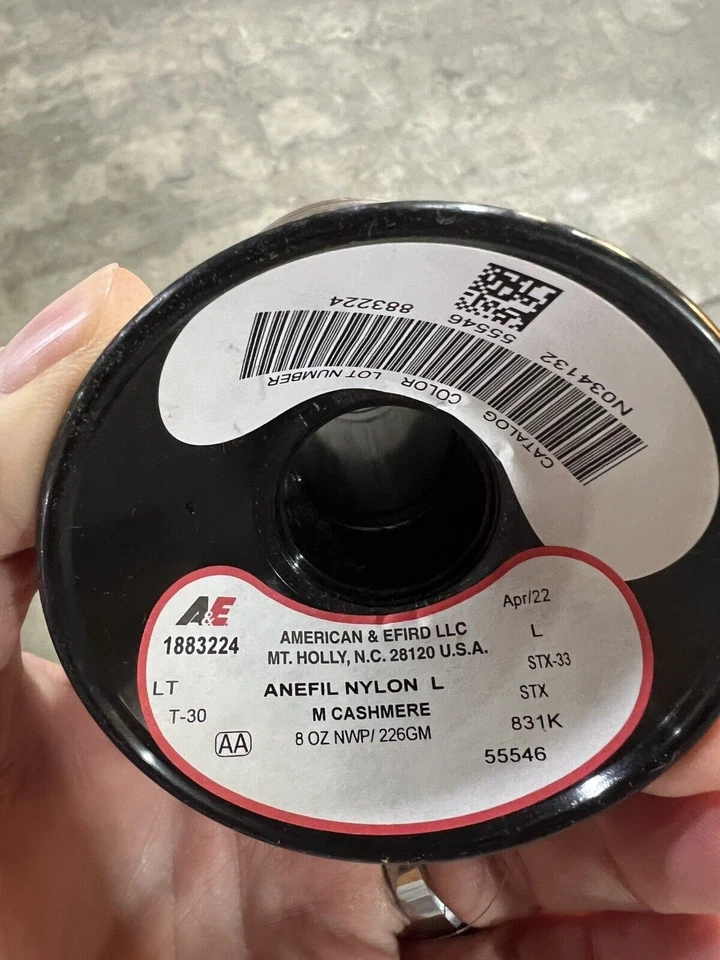 883224
55546
N034132
CATALOG COLOR LOT NUMBER
A&E
1883224
AMERICAN & EFIRD LLC
MT. HOLLY, N.C. 28120 U.S.A.
Apr/22
L
STX-33
LT
ANEFIL NYLON L
STX
T-30
M CASHMERE
831K
AA
8 OZ NWP/ 226GM
55546